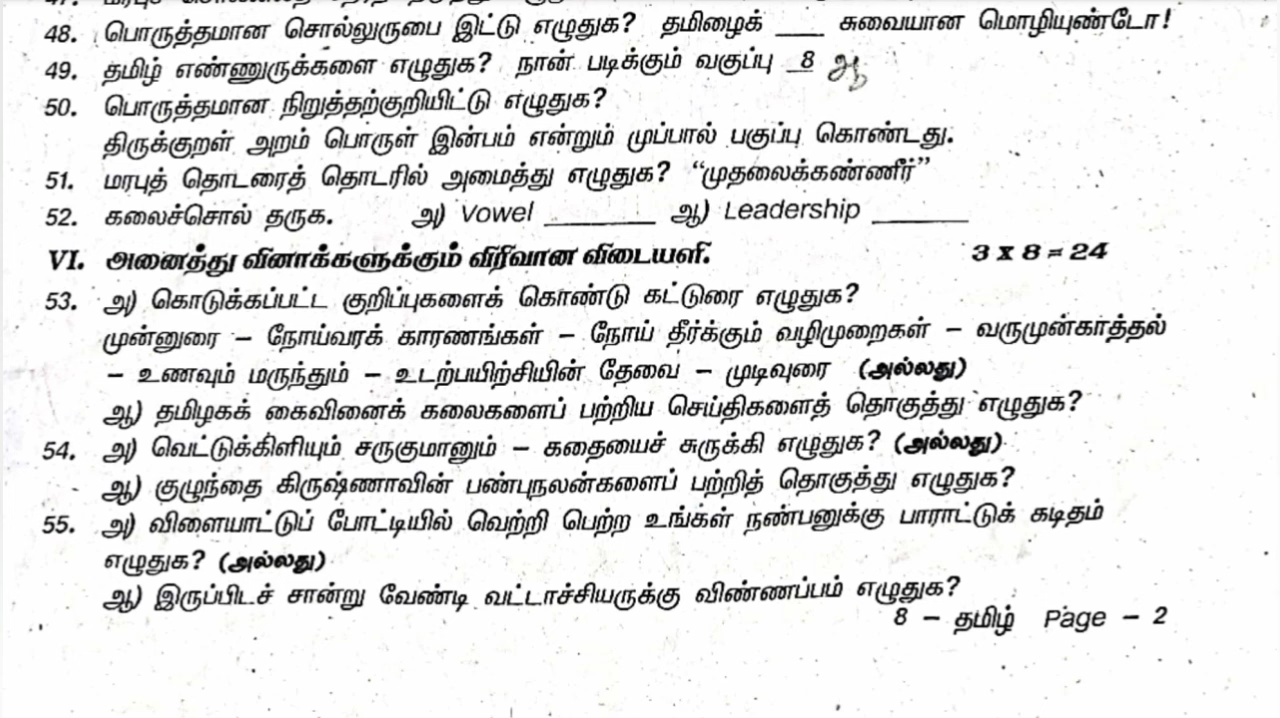 48. பொருத்தமான சொல்லுருபை இட்டு எழுதுக? தமிழைக் ____ சுவையான மொழியுண்டோ!
49. தமிழ் எண்ணுருக்களை எழுதுக? நான் படிக்கும் வகுப்பு 8 ஆ
50. பொருத்தமான நிறுத்தற்குறியிட்டு எழுதுக?
திருக்குறள் அறம் பொருள் இன்பம் என்றும் முப்பால் பகுப்பு கொண்டது.
51. மரபுத் தொடரைத் தொடரில் அமைத்து எழுதுக? “முதலைக்கண்ணீர்”
52. கலைச்சொல் தருக. அ) Vowel ________ ஆ) Leadership ________
VI. அனைத்து வினாக்களுக்கும் விரிவான விடையளி. 3 x 8 = 24
53. அ) கொடுக்கப்பட்ட குறிப்புகளைக் கொண்டு கட்டுரை எழுதுக?
முன்னுரை – நோய்வரக் காரணங்கள் – நோய் தீர்க்கும் வழிமுறைகள் – வருமுன்காத்தல்
– உணவும் மருந்தும் – உடற்பயிற்சியின் தேவை – முடிவுரை (அல்லது)
ஆ) தமிழகக் கைவினைக் கலைகளைப் பற்றிய செய்திகளைத் தொகுத்து எழுதுக?
54. அ) வெட்டுக்கிளியும் சருகுமானும் – கதையைச் சுருக்கி எழுதுக? (அல்லது)
ஆ) குழந்தை கிருஷ்ணாவின் பண்புநலன்களைப் பற்றித் தொகுத்து எழுதுக?
55. அ) விளையாட்டுப் போட்டியில் வெற்றி பெற்ற உங்கள் நண்பனுக்கு பாராட்டுக் கடிதம்
எழுதுக? (அல்லது)
ஆ) இருப்பிடச் சான்று வேண்டி வட்டாச்சியருக்கு விண்ணப்பம் எழுதுக?
8 – தமிழ் Page – 2